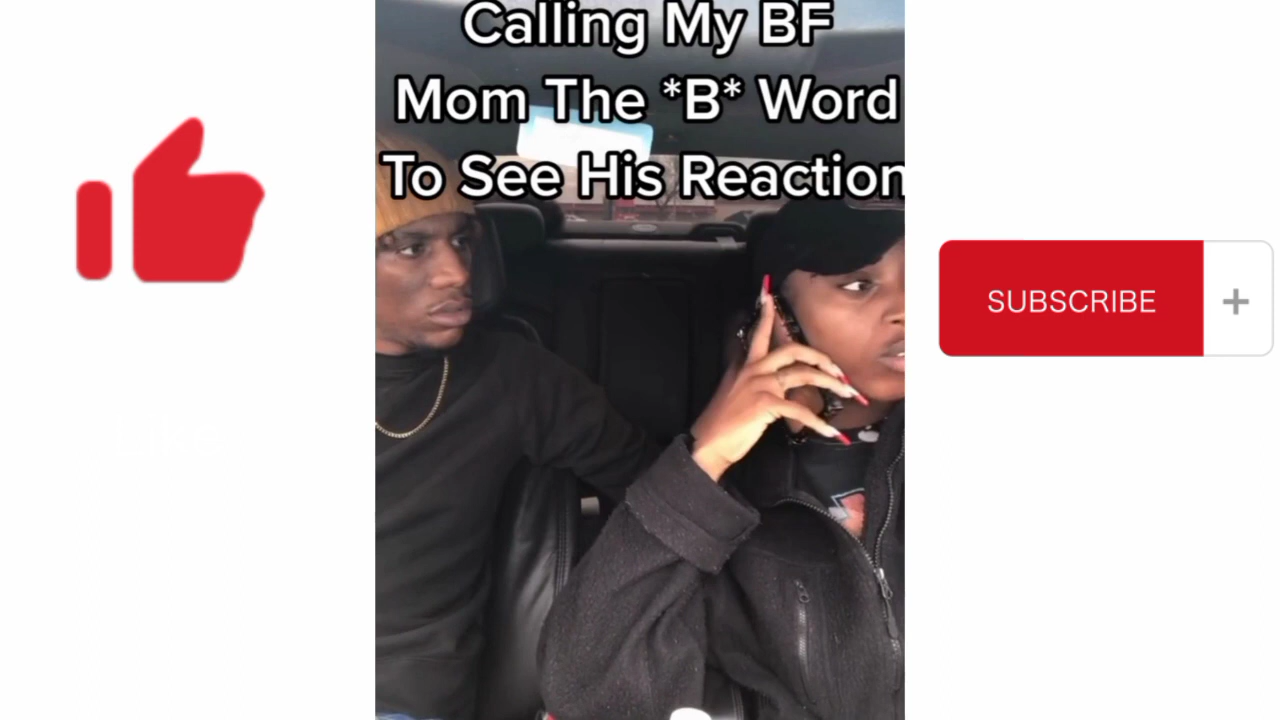 Calling My BF
Mom The *B* Word
To See His Reaction
SUBSCRIBE +